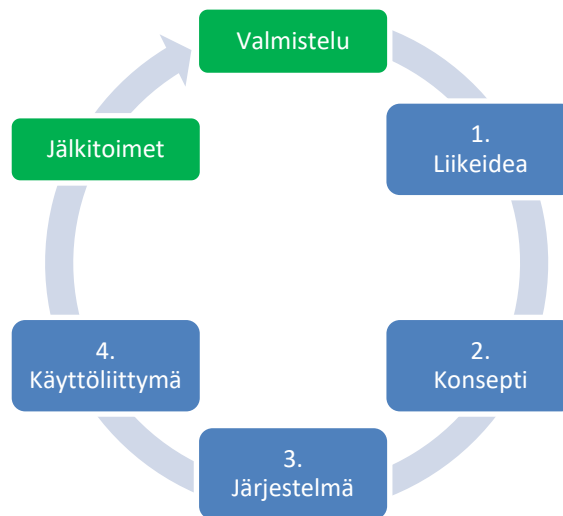 Valmistelu
1.
Liikeidea
2.
Konsepti
3.
Järjestelmä
4.
Käyttöliittymä
Jälkitoimet